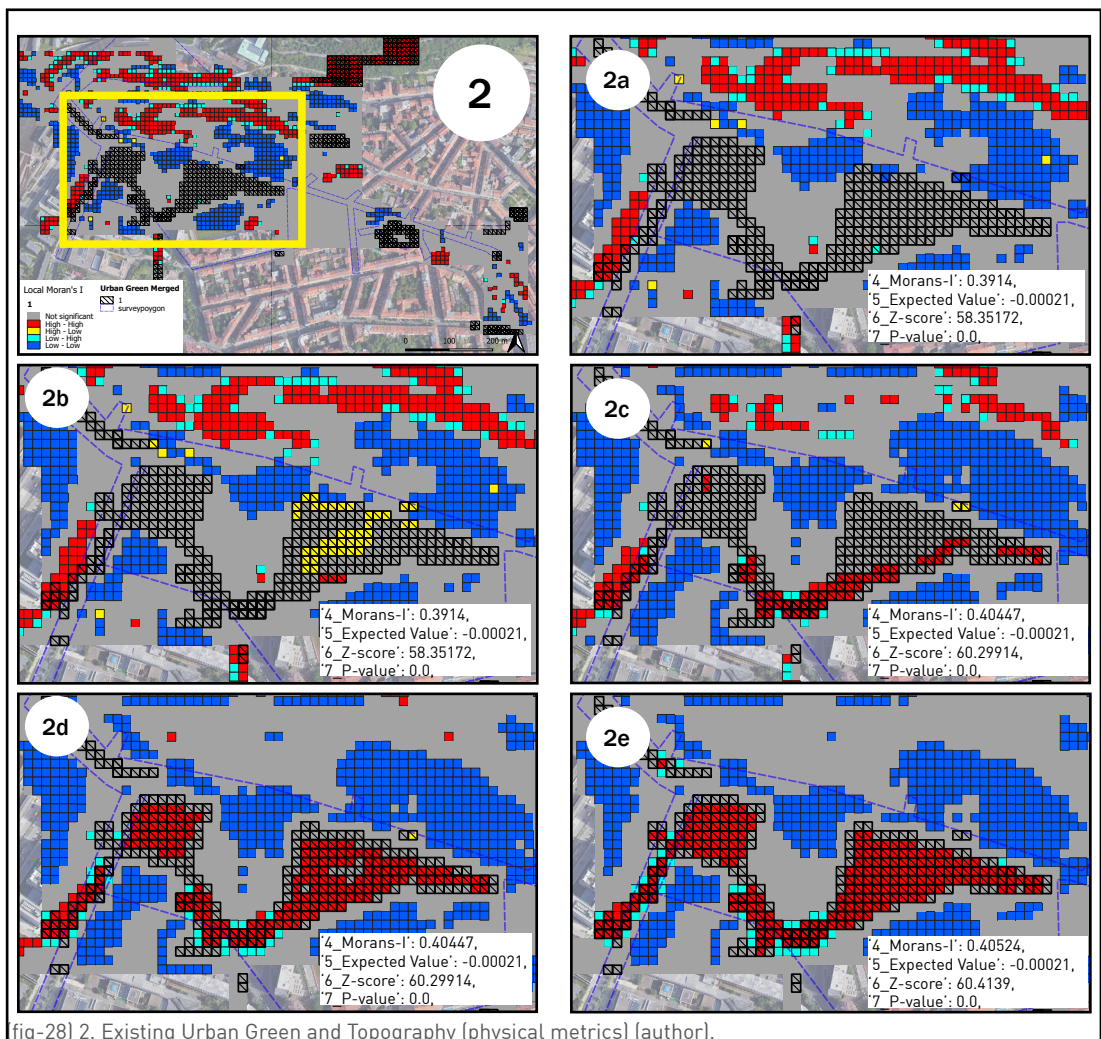 2
Local Moran's I
1
Not significant
High - High
High - Low
Low - High
Low - Low
Urban Green Merged
1
surveypoygon
0 100 200 m
2a
'4_Morans-I': 0.3914,
'5_Expected Value': -0.00021,
'6_Z-score': 58.35172,
'7_P-value': 0.0,
2b
'4_Morans-I': 0.3914,
'5_Expected Value': -0.00021,
'6_Z-score': 58.35172,
'7_P-value': 0.0,
2c
'4_Morans-I': 0.40447,
'5_Expected Value': -0.00021,
'6_Z-score': 60.29914,
'7_P-value': 0.0,
2d
'4_Morans-I': 0.40447,
'5_Expected Value': -0.00021,
'6_Z-score': 60.29914,
'7_P-value': 0.0,
2e
'4_Morans-I': 0.40524,
'5_Expected Value': -0.00021,
'6_Z-score': 60.4139,
'7_P-value': 0.0,
(fig-28) 2. Existing Urban Green and Topography (physical metrics) (author).